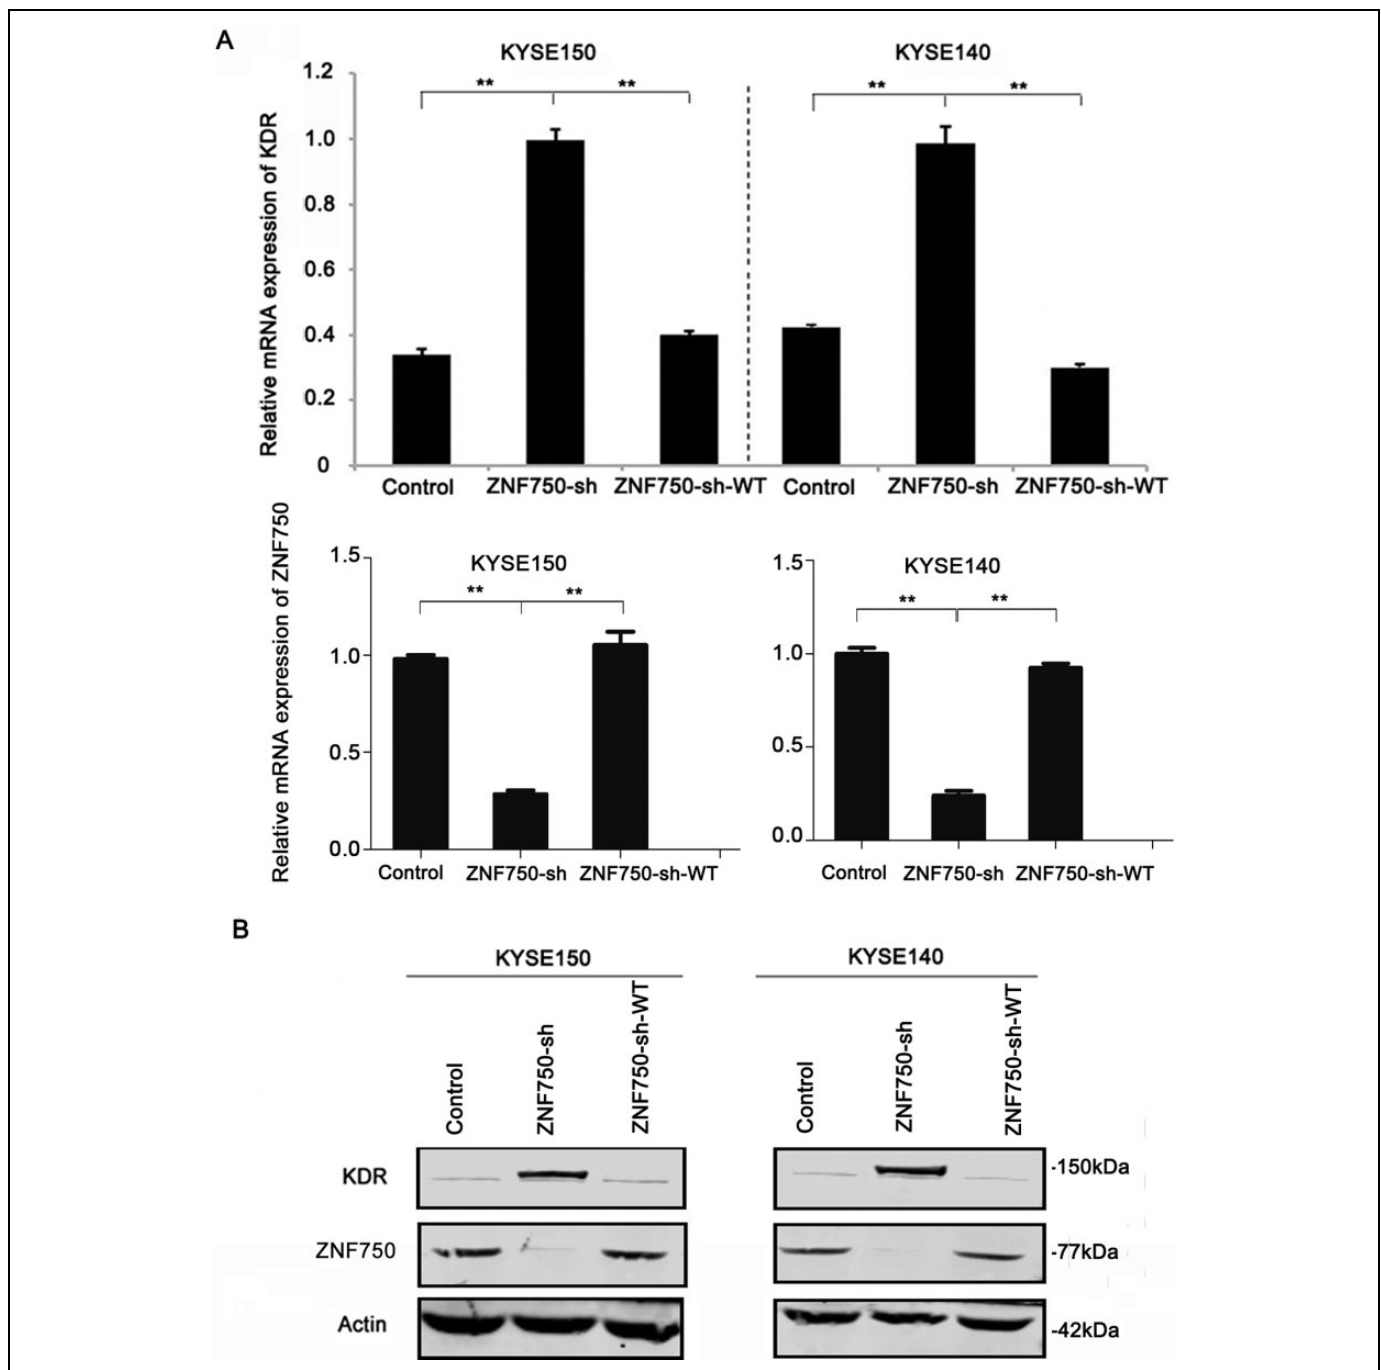 A
KYSE150 KYSE140
** ** ** **
Relative mRNA expression of KDR
1.2
1.0
0.8
0.6
0.4
0.2
0
Control ZNF750-sh ZNF750-sh-WT Control ZNF750-sh ZNF750-sh-WT
Relative mRNA expression of ZNF750
KYSE150
** **
1.5
1.0
0.5
0.0
Control ZNF750-sh ZNF750-sh-WT
KYSE140
** **
1.5
1.0
0.5
0.0
Control ZNF750-sh ZNF750-sh-WT
B
KYSE150 KYSE140
Control ZNF750-sh ZNF750-sh-WT Control ZNF750-sh ZNF750-sh-WT
KDR -150kDa
ZNF750 -77kDa
Actin -42kDa